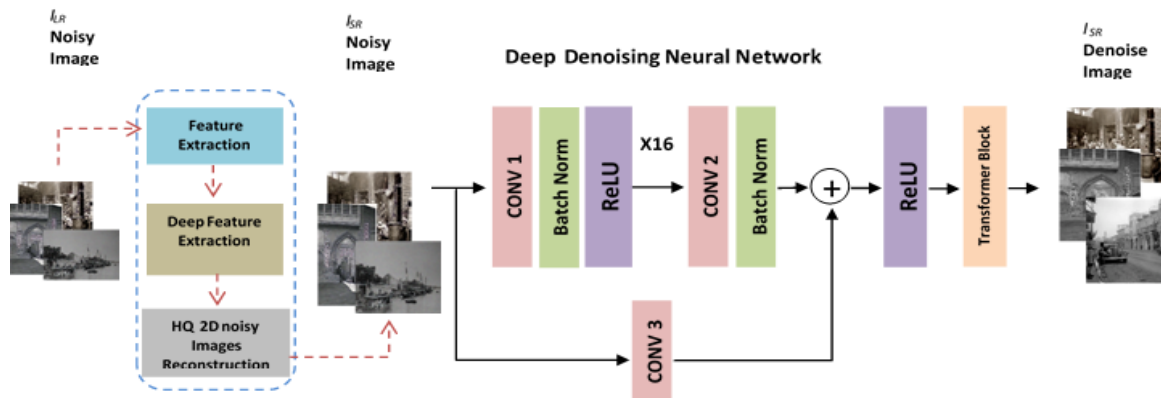 I_LR
Noisy
Image
I_SR
Noisy
Image
Deep Denoising Neural Network
I_SR
Denoise
Image
Feature
Extraction
Deep Feature
Extraction
HQ 2D noisy
Images
Reconstruction
CONV 1
Batch Norm
ReLU
X16
CONV 2
Batch Norm
+
ReLU
Transformer Block
CONV 3